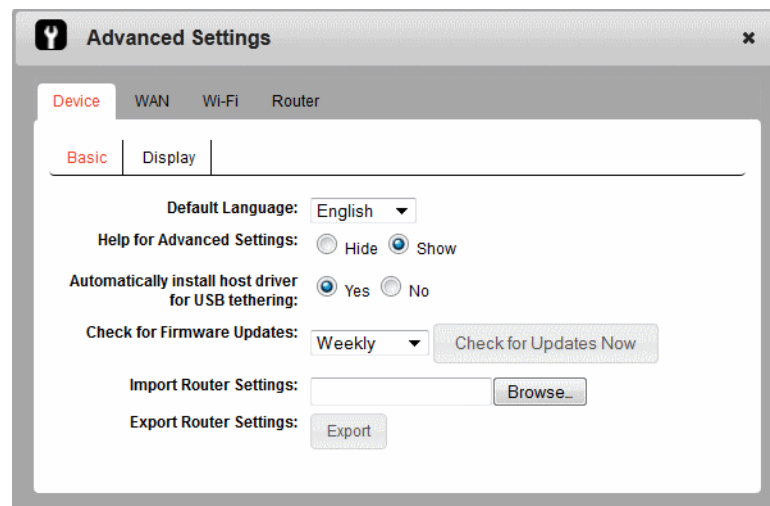 Advanced Settings
Device WAN Wi-Fi Router
Basic Display
Default Language: English
Help for Advanced Settings: Hide Show
Automatically install host driver
for USB tethering: Yes No
Check for Firmware Updates: Weekly Check for Updates Now
Import Router Settings: Browse...
Export Router Settings: Export